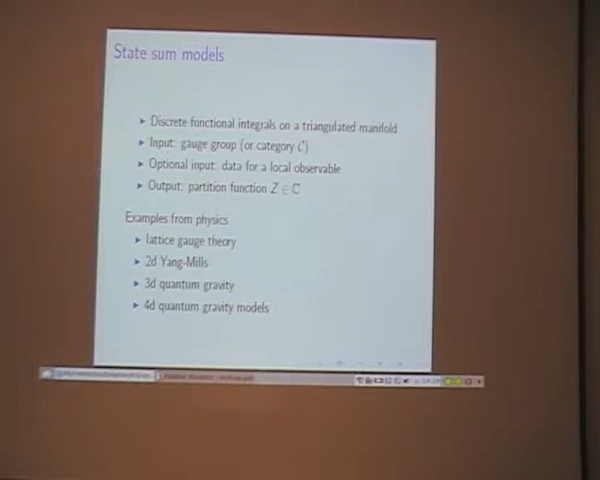 State sum models
▸ Discrete functional integrals on a triangulated manifold
▸ Input: gauge group (or category 𝒞)
▸ Optional input: data for a local observable
▸ Output: partition function Z ∈ ℂ
Examples from physics
▸ lattice gauge theory
▸ 2d Yang-Mills
▸ 3d quantum gravity
▸ 4d quantum gravity models